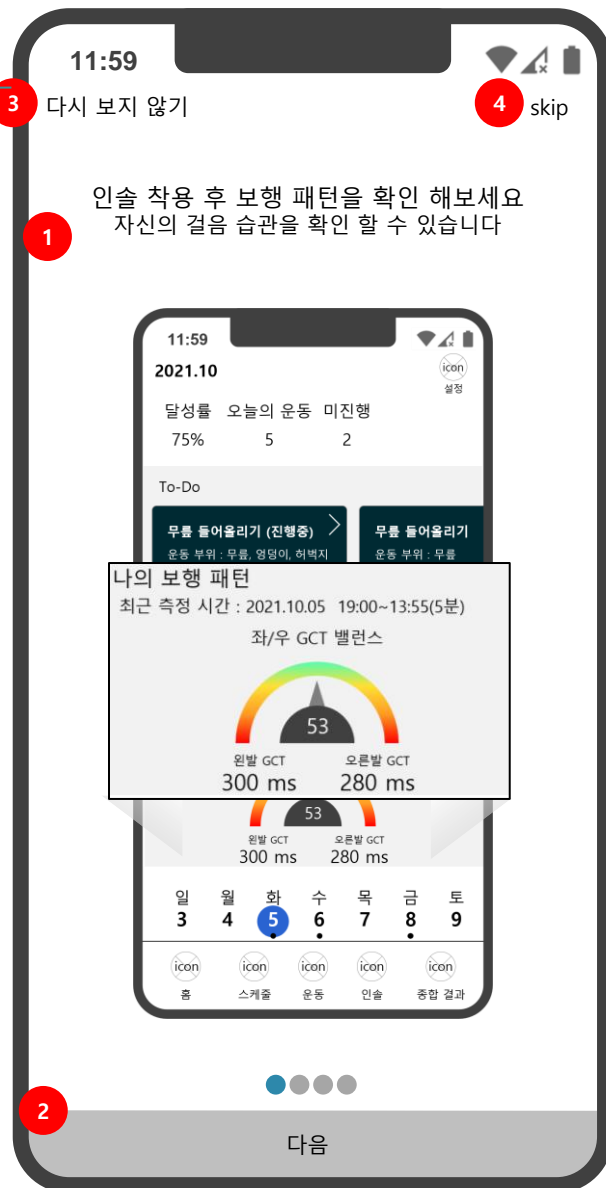 11:59
3 다시 보지 않기
4 skip
인솔 착용 후 보행 패턴을 확인 해보세요
1 자신의 걸음 습관을 확인 할 수 있습니다
11:59
2021.10
icon
설정
달성률 오늘의 운동 미진행
75% 5 2
To-Do
무릎 들어올리기 (진행중)
운동 부위 : 무릎, 엉덩이, 허벅지
무릎 들어올리기
운동 부위 : 무릎
나의 보행 패턴
최근 측정 시간 : 2021.10.05 19:00~13:55(5분)
좌/우 GCT 밸런스
53
왼발 GCT 오른발 GCT
300 ms 280 ms
53
왼발 GCT 오른발 GCT
300 ms 280 ms
일 월 화 수 목 금 토
3 4 5 6 7 8 9
icon icon icon icon icon
홈 스케줄 운동 인솔 종합 결과
2
다음